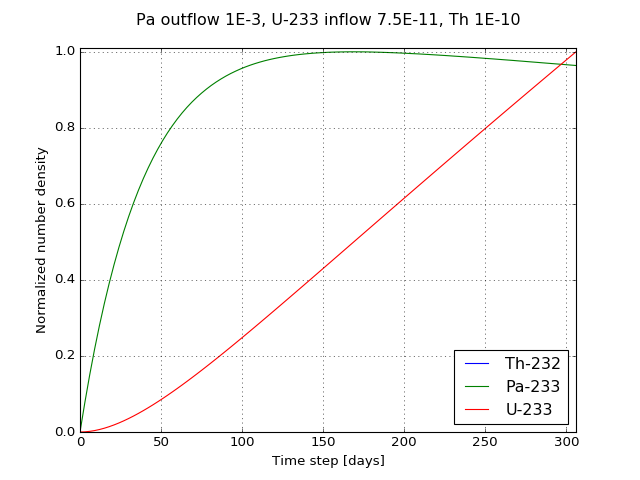 Pa outflow 1E-3, U-233 inflow 7.5E-11, Th 1E-10
Normalized number density
1.0
0.8
0.6
0.4
0.2
0.0
0 50 100 150 200 250 300
Time step [days]
Th-232
Pa-233
U-233